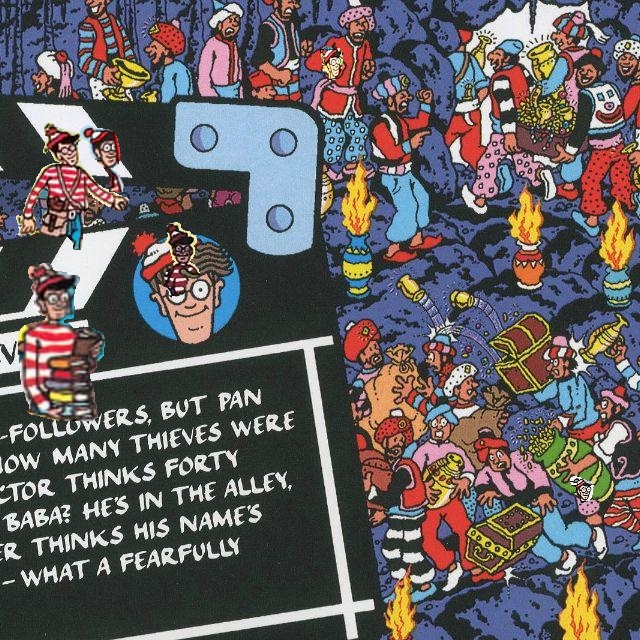 -FOLLOWERS, BUT PAN
HOW MANY THIEVES WERE
CTOR THINKS FORTY
BABA? HE'S IN THE ALLEY,
ER THINKS HIS NAME'S
– WHAT A FEARFULLY